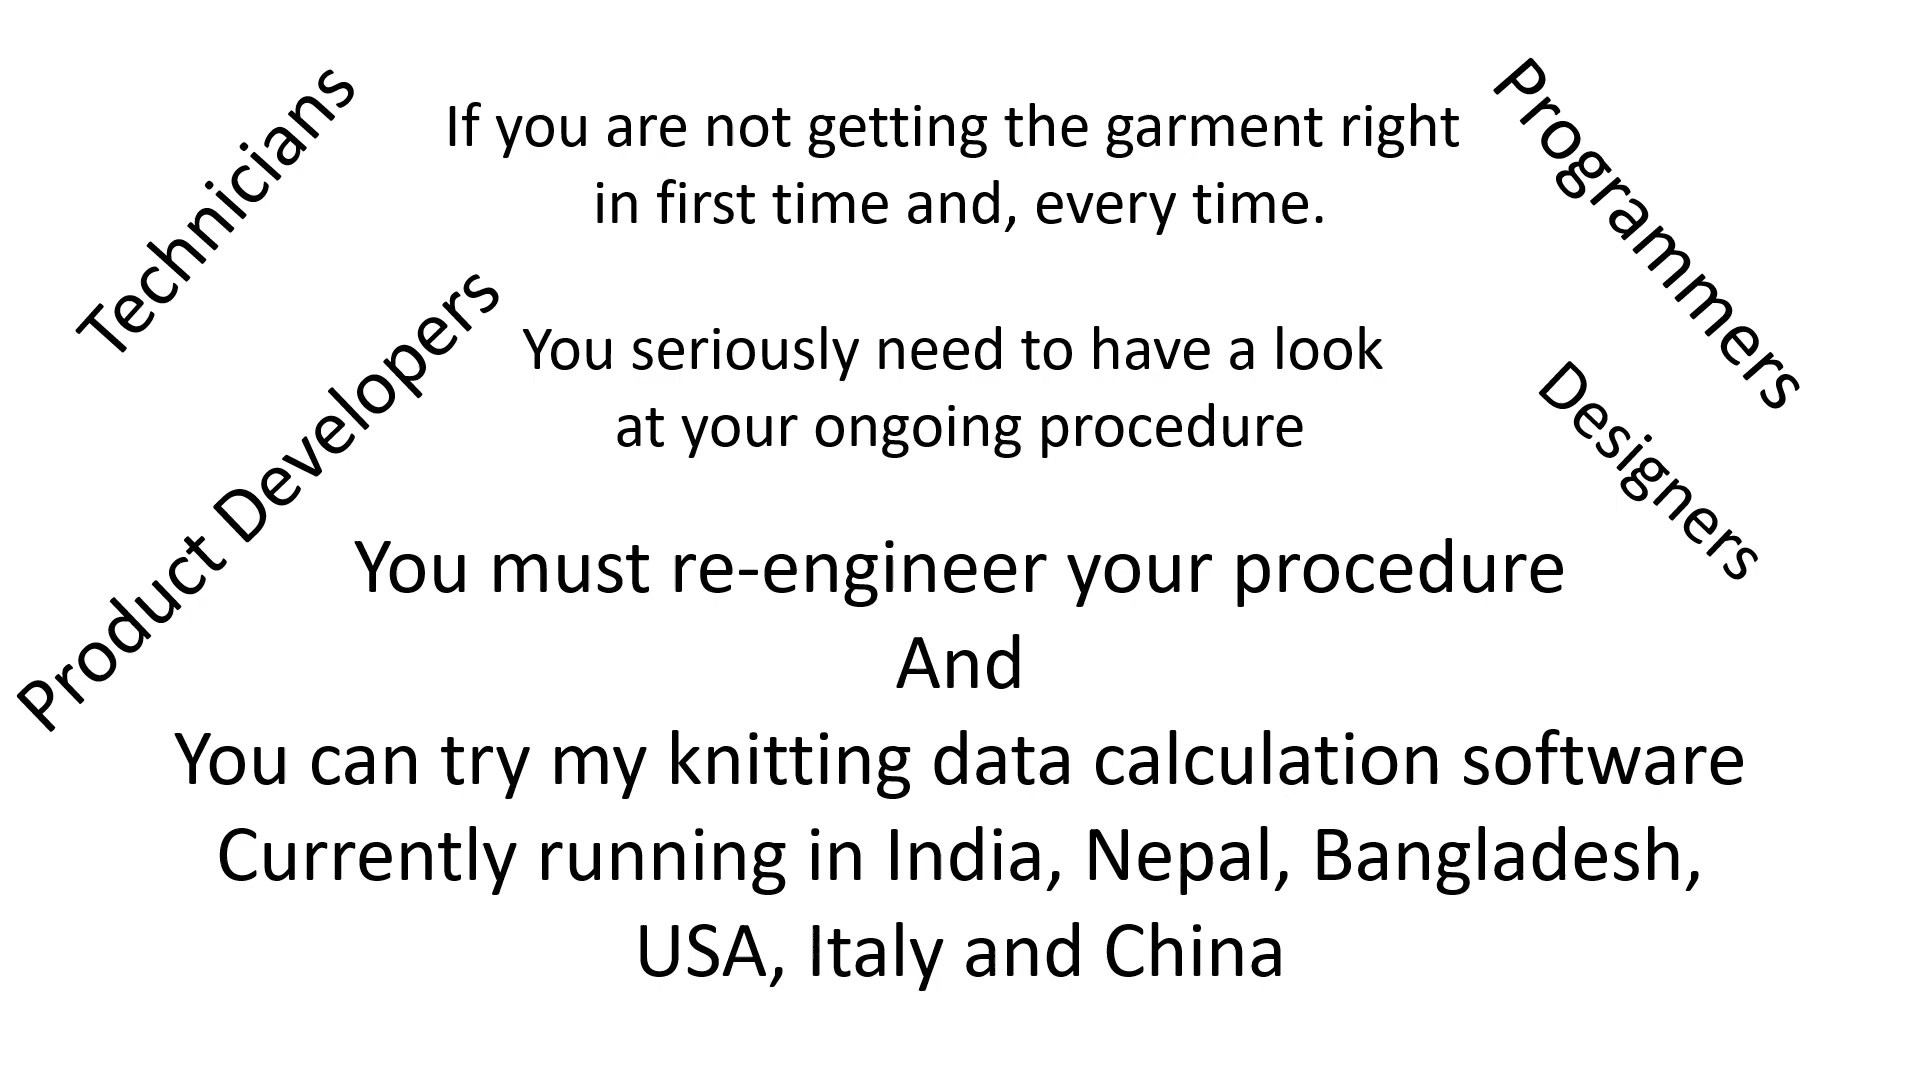 Technicians
Programmers
If you are not getting the garment right
in first time and, every time.
Product Developers
You seriously need to have a look
at your ongoing procedure
Designers
You must re-engineer your procedure
And
You can try my knitting data calculation software
Currently running in India, Nepal, Bangladesh,
USA, Italy and China